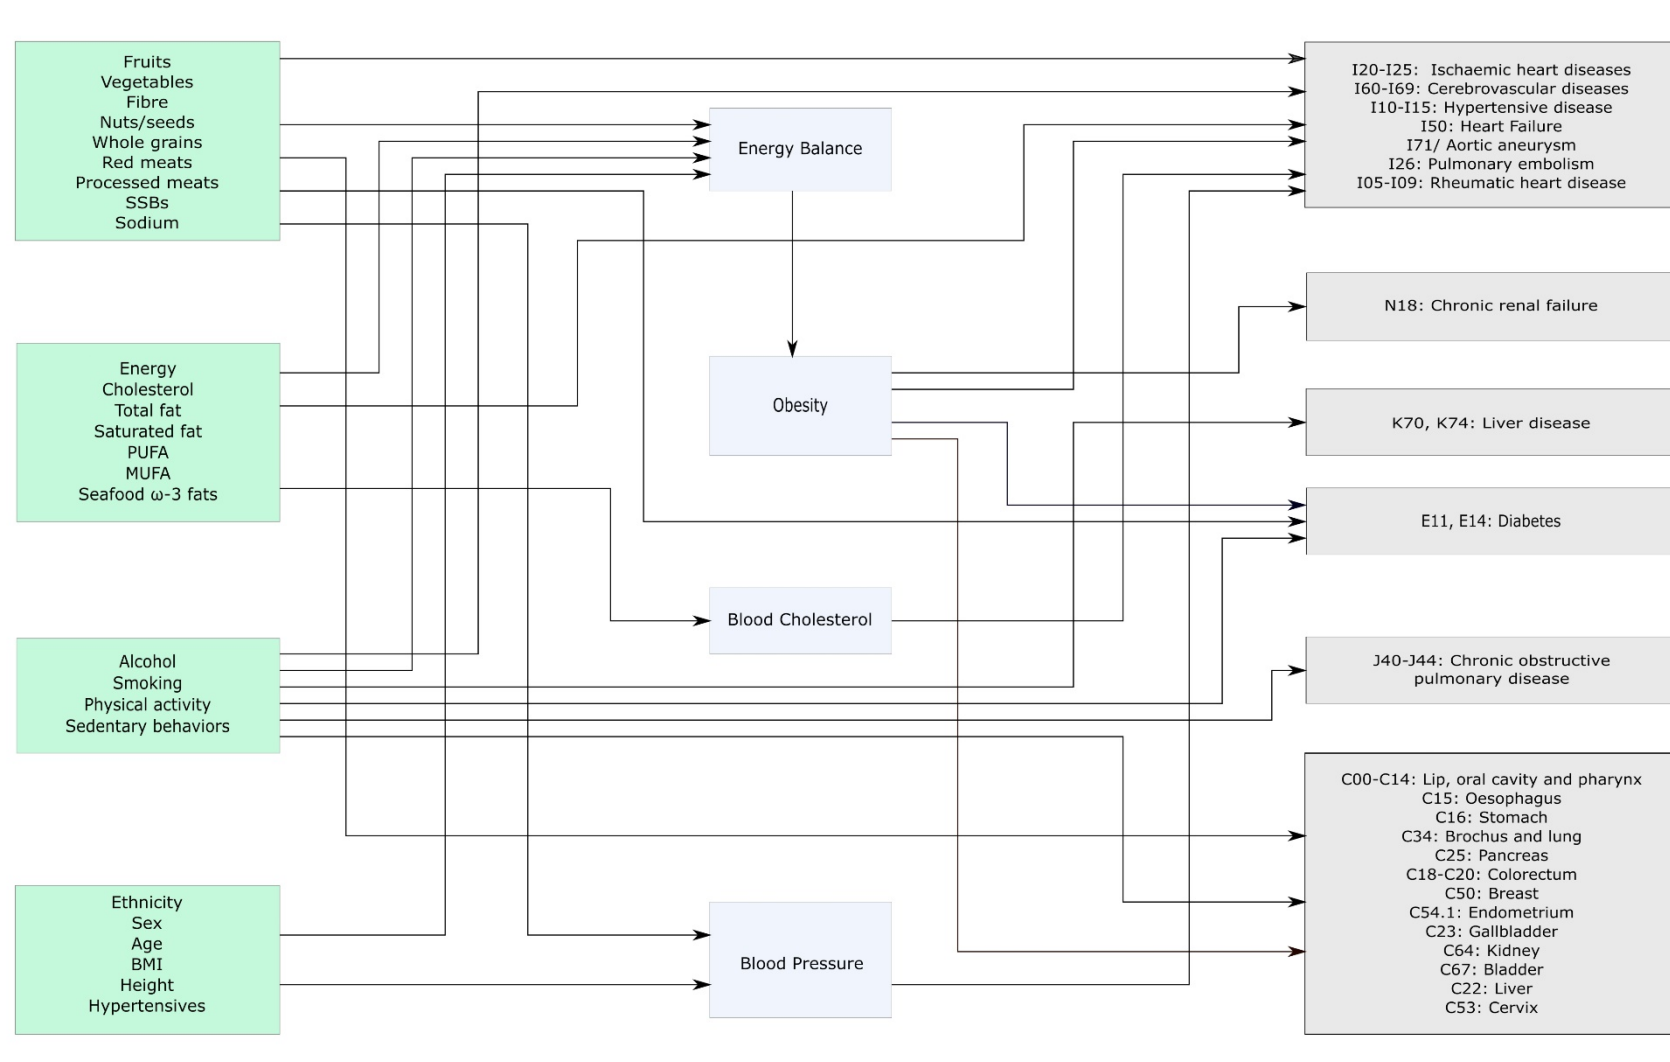 Fruits
Vegetables
Fibre
Nuts/seeds
Whole grains
Red meats
Processed meats
SSBs
Sodium
Energy
Cholesterol
Total fat
Saturated fat
PUFA
MUFA
Seafood ω-3 fats
Alcohol
Smoking
Physical activity
Sedentary behaviors
Ethnicity
Sex
Age
BMI
Height
Hypertensives
Energy Balance
Obesity
Blood Cholesterol
Blood Pressure
I20-I25:  Ischaemic heart diseases
I60-I69: Cerebrovascular diseases
I10-I15: Hypertensive disease
I50: Heart Failure
I71/ Aortic aneurysm
I26: Pulmonary embolism
I05-I09: Rheumatic heart disease
N18: Chronic renal failure
K70, K74: Liver disease
E11, E14: Diabetes
J40-J44: Chronic obstructive
pulmonary disease
C00-C14: Lip, oral cavity and pharynx
C15: Oesophagus
C16: Stomach
C34: Brochus and lung
C25: Pancreas
C18-C20: Colorectum
C50: Breast
C54.1: Endometrium
C23: Gallbladder
C64: Kidney
C67: Bladder
C22: Liver
C53: Cervix